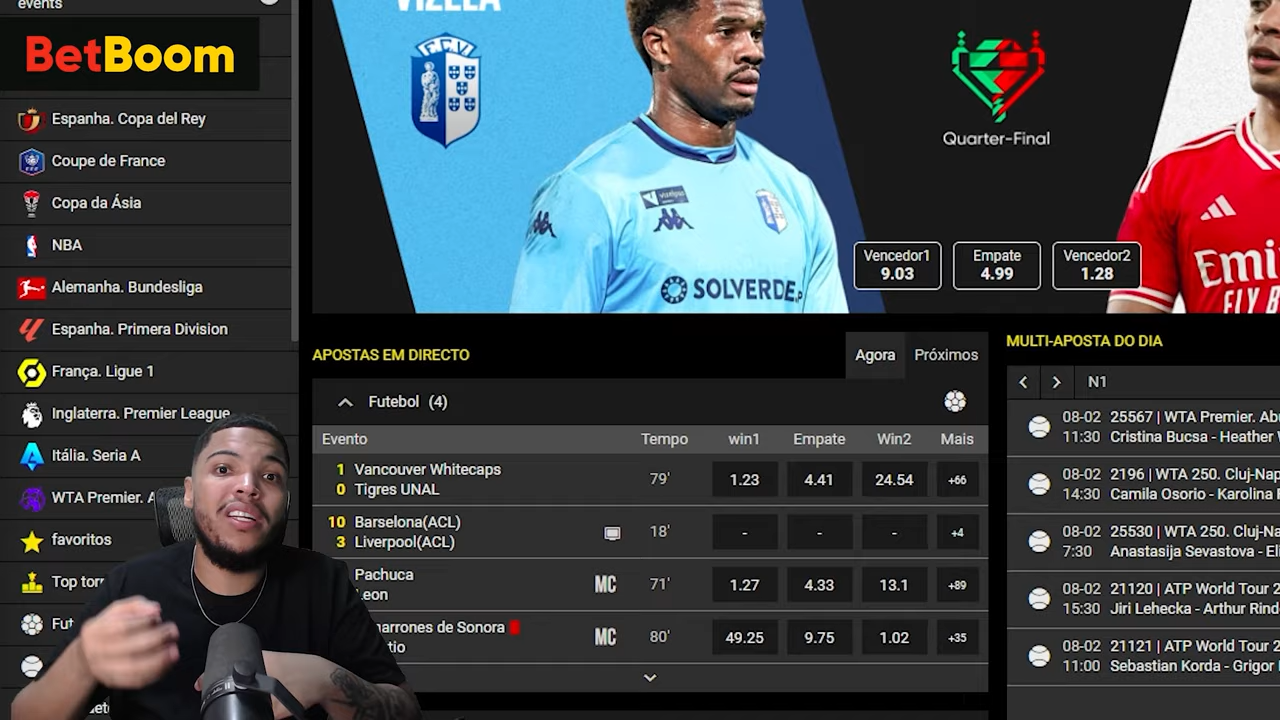 events
BetBoom
Espanha. Copa del Rey
Coupe de France
Copa da Ásia
NBA
Alemanha. Bundesliga
Espanha. Primera Division
França. Ligue 1
Inglaterra. Premier League
Itália. Serie A
WTA Premier.
favoritos
Top
VIZELA
SOLVERDE.P
Quarter-Final
Vencedor1
9.03
Empate
4.99
Vencedor2
1.28
Emi
FLY B
APOSTAS EM DIRECTO
Agora Próximos
Futebol (4)
Evento Tempo win1 Empate Win2 Mais
1 Vancouver Whitecaps
0 Tigres UNAL
79' 1.23 4.41 24.54 +66
10 Barselona(ACL)
3 Liverpool(ACL)
18' - - - +4
Pachuca
Leon
MC 71' 1.27 4.33 13.1 +89
marrones de Sonora
tio
MC 80' 49.25 9.75 1.02 +35
MULTI-APOSTA DO DIA
N1
08-02 25567 | WTA Premier. Abu
11:30 Cristina Bucsa - Heather
08-02 2196 | WTA 250. Cluj-Nap
14:30 Camila Osorio - Karolina
08-02 25530 | WTA 250. Cluj-Na
7:30 Anastasija Sevastova - Eli
08-02 21120 | ATP World Tour 2
15:30 Jiri Lehecka - Arthur Rind
08-02 21121 | ATP World Tour 2
11:00 Sebastian Korda - Grigor